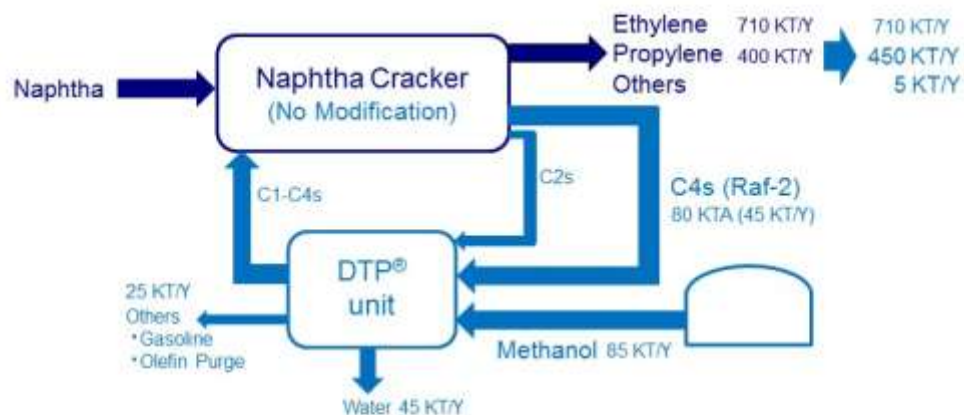 Ethylene 710 KT/Y 710 KT/Y
Propylene 400 KT/Y 450 KT/Y
Others 5 KT/Y
Naphtha
Naphtha Cracker
(No Modification)
C1-C4s
C2s
C4s (Raf-2)
80 KTA (45 KT/Y)
DTP®
unit
25 KT/Y
Others
・Gasoline
・Olefin Purge
Methanol 85 KT/Y
Water 45 KT/Y